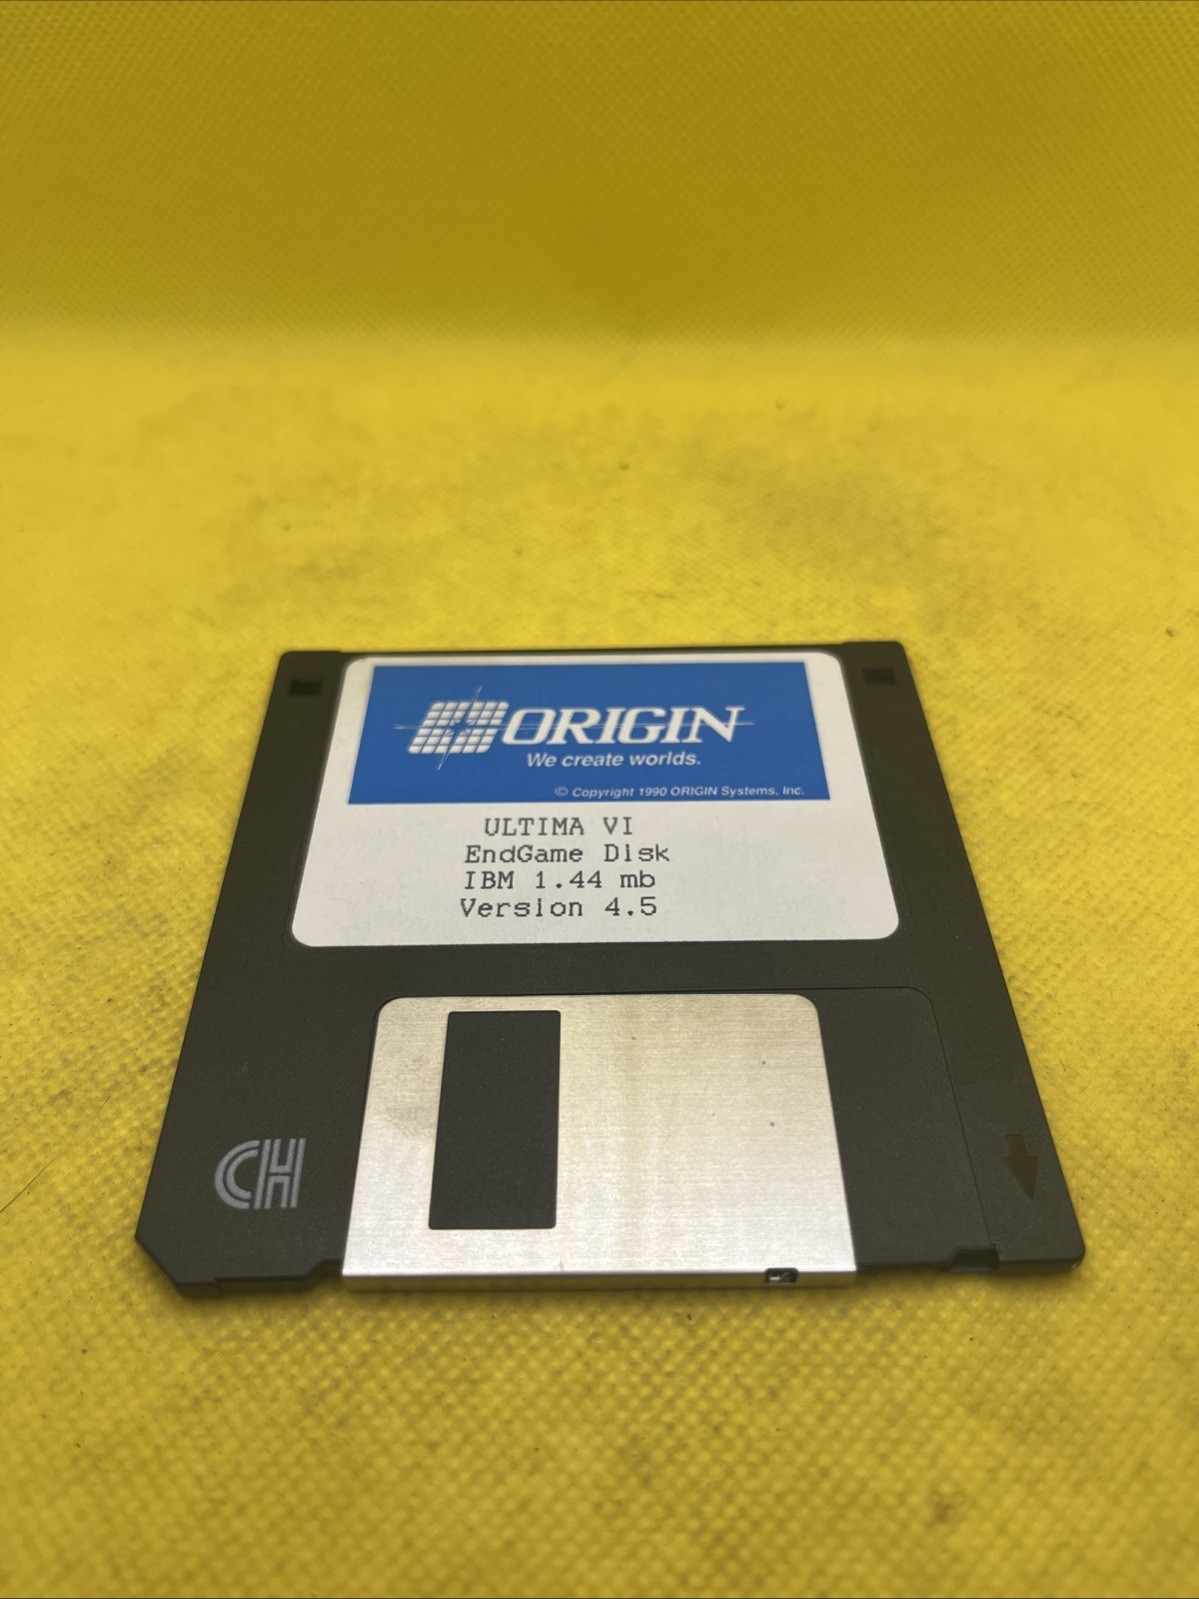 ORIGIN
We create worlds.
© Copyright 1990 ORIGIN Systems, Inc.
ULTIMA VI
EndGame Disk
IBM 1.44 mb
Version 4.5
CH